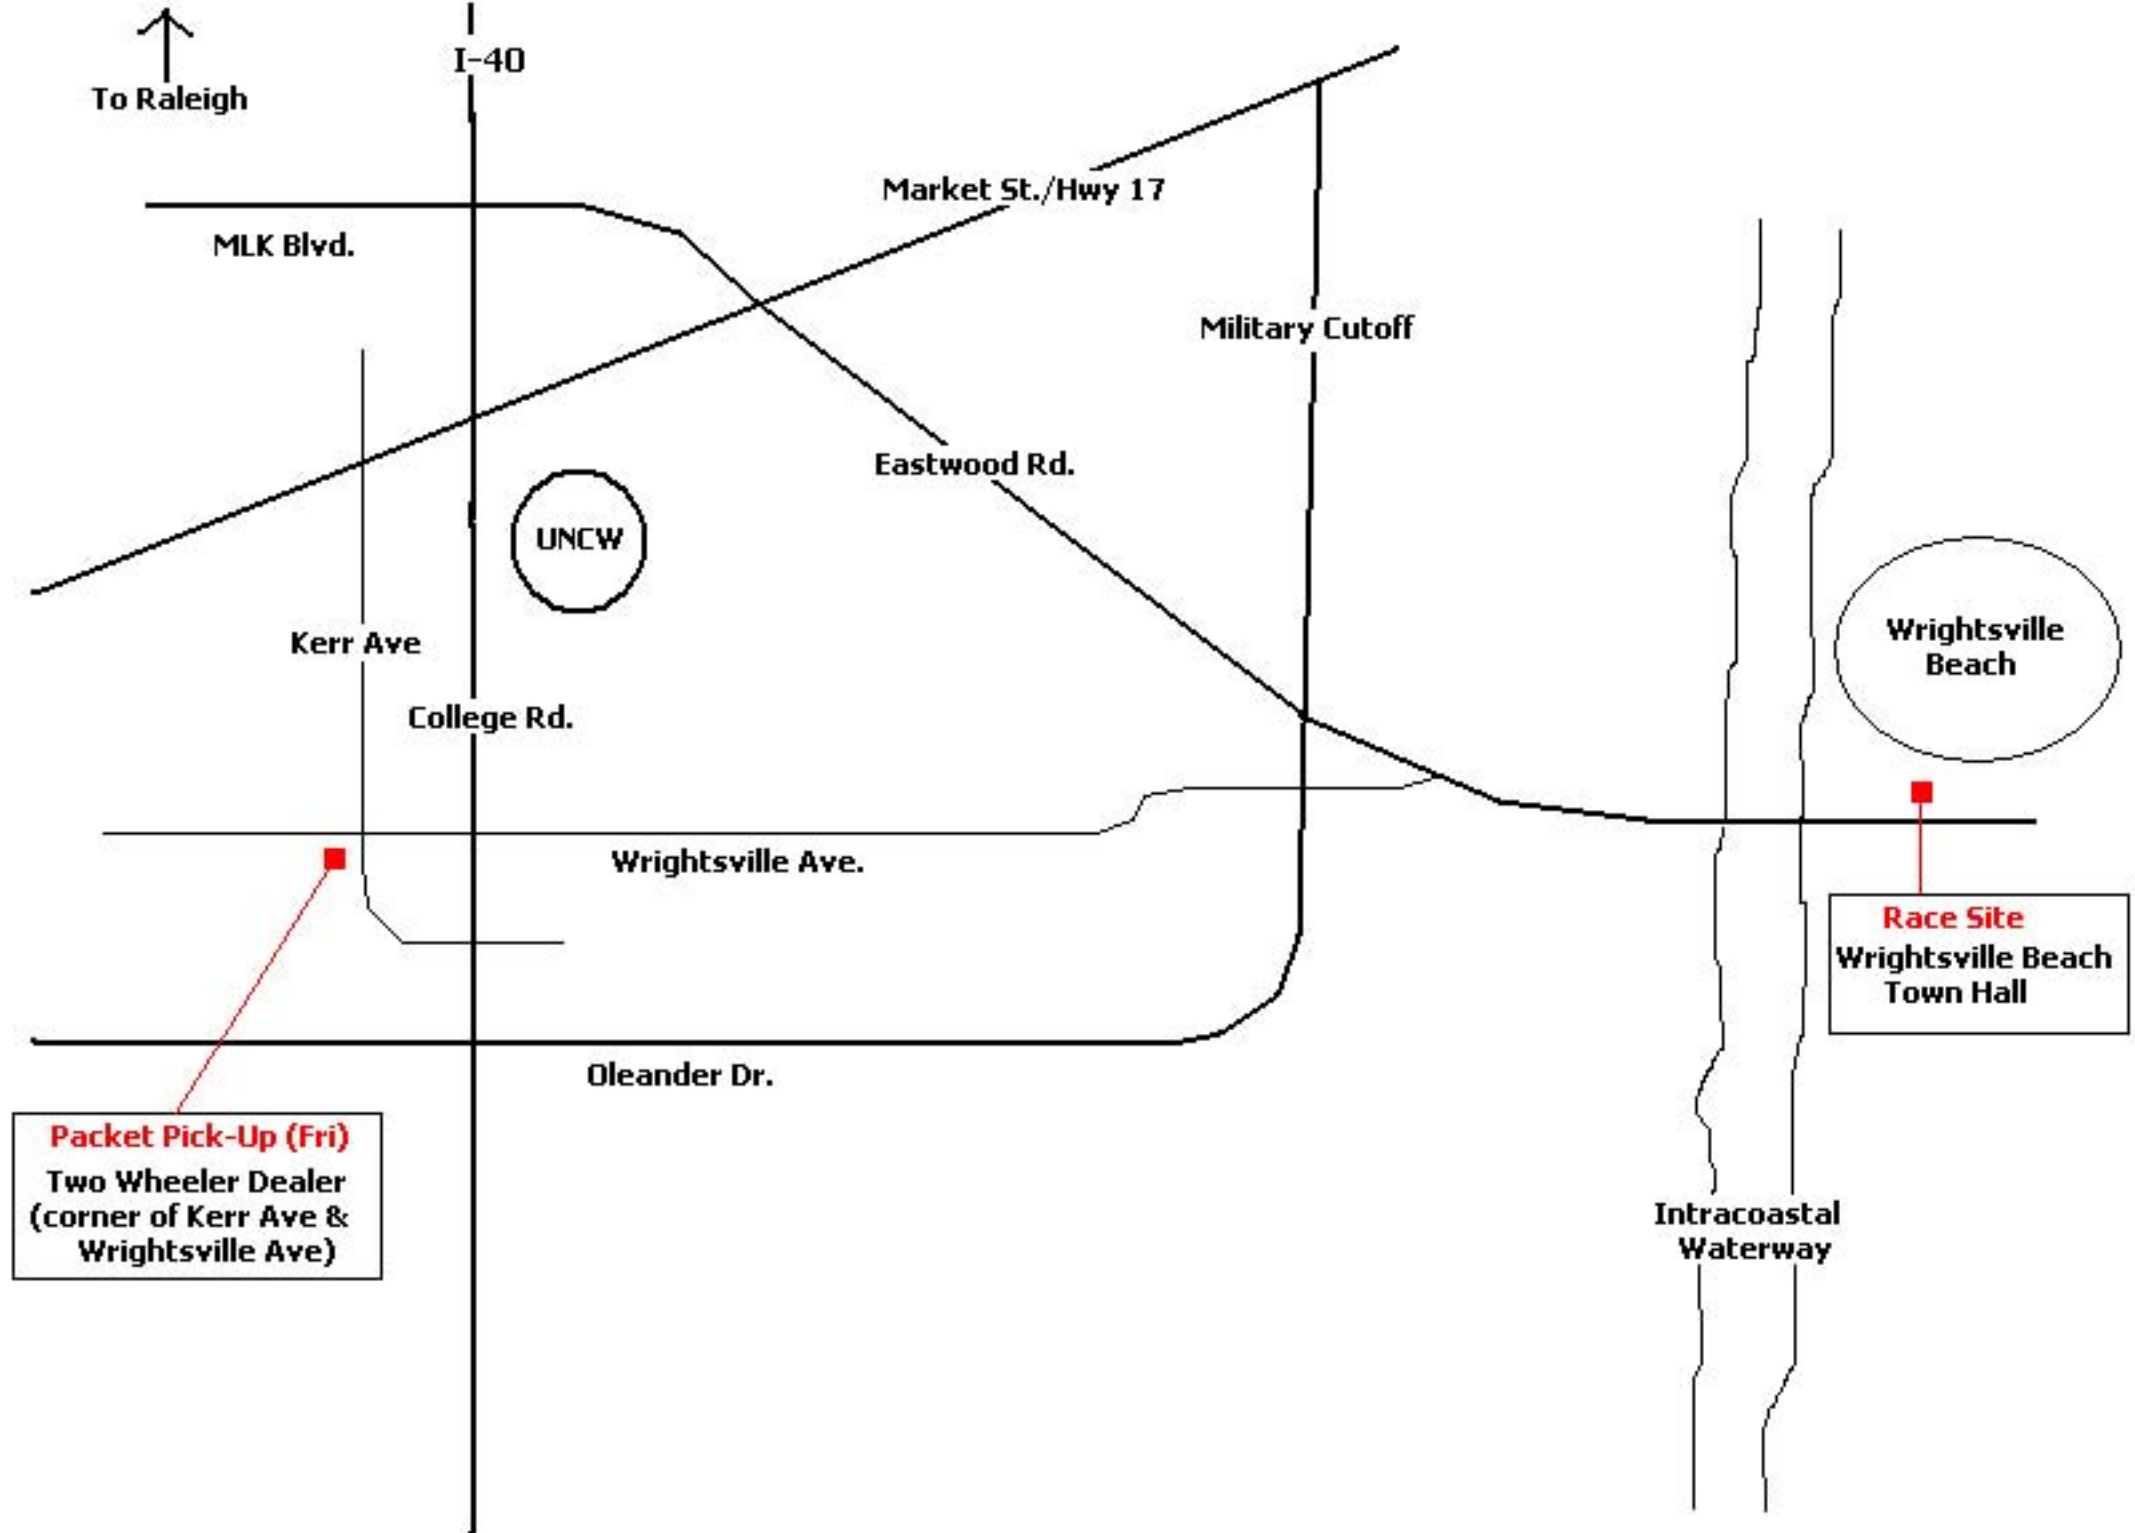 I-40
To Raleigh
Market St./Hwy 17
MLK Blvd.
Military Cutoff
Eastwood Rd.
UNCW
Kerr Ave
Wrightsville
Beach
College Rd.
Wrightsville Ave.
Race Site
Wrightsville Beach
Town Hall
Oleander Dr.
Packet Pick-Up (Fri)
Two Wheeler Dealer
(corner of Kerr Ave &
Wrightsville Ave)
Intracoastal
Waterway